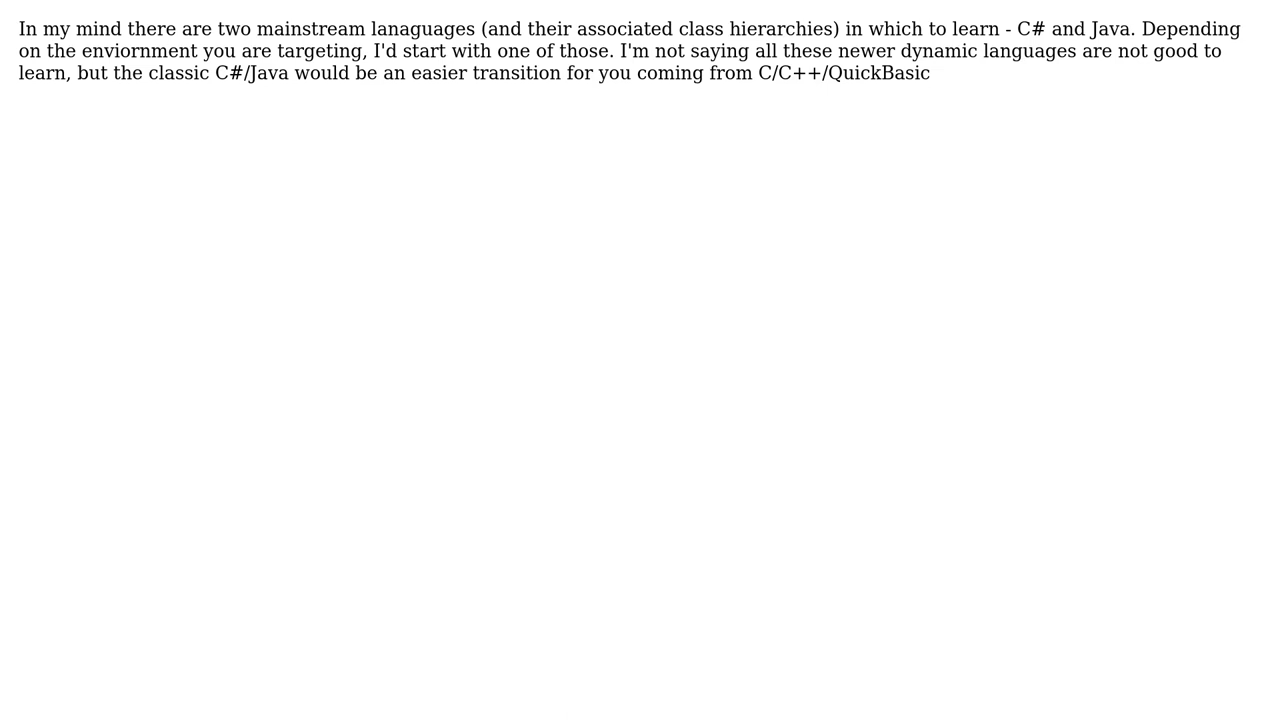 In my mind there are two mainstream lanaguages (and their associated class hierarchies) in which to learn - C# and Java. Depending
on the enviornment you are targeting, I'd start with one of those. I'm not saying all these newer dynamic languages are not good to
learn, but the classic C#/Java would be an easier transition for you coming from C/C++/QuickBasic